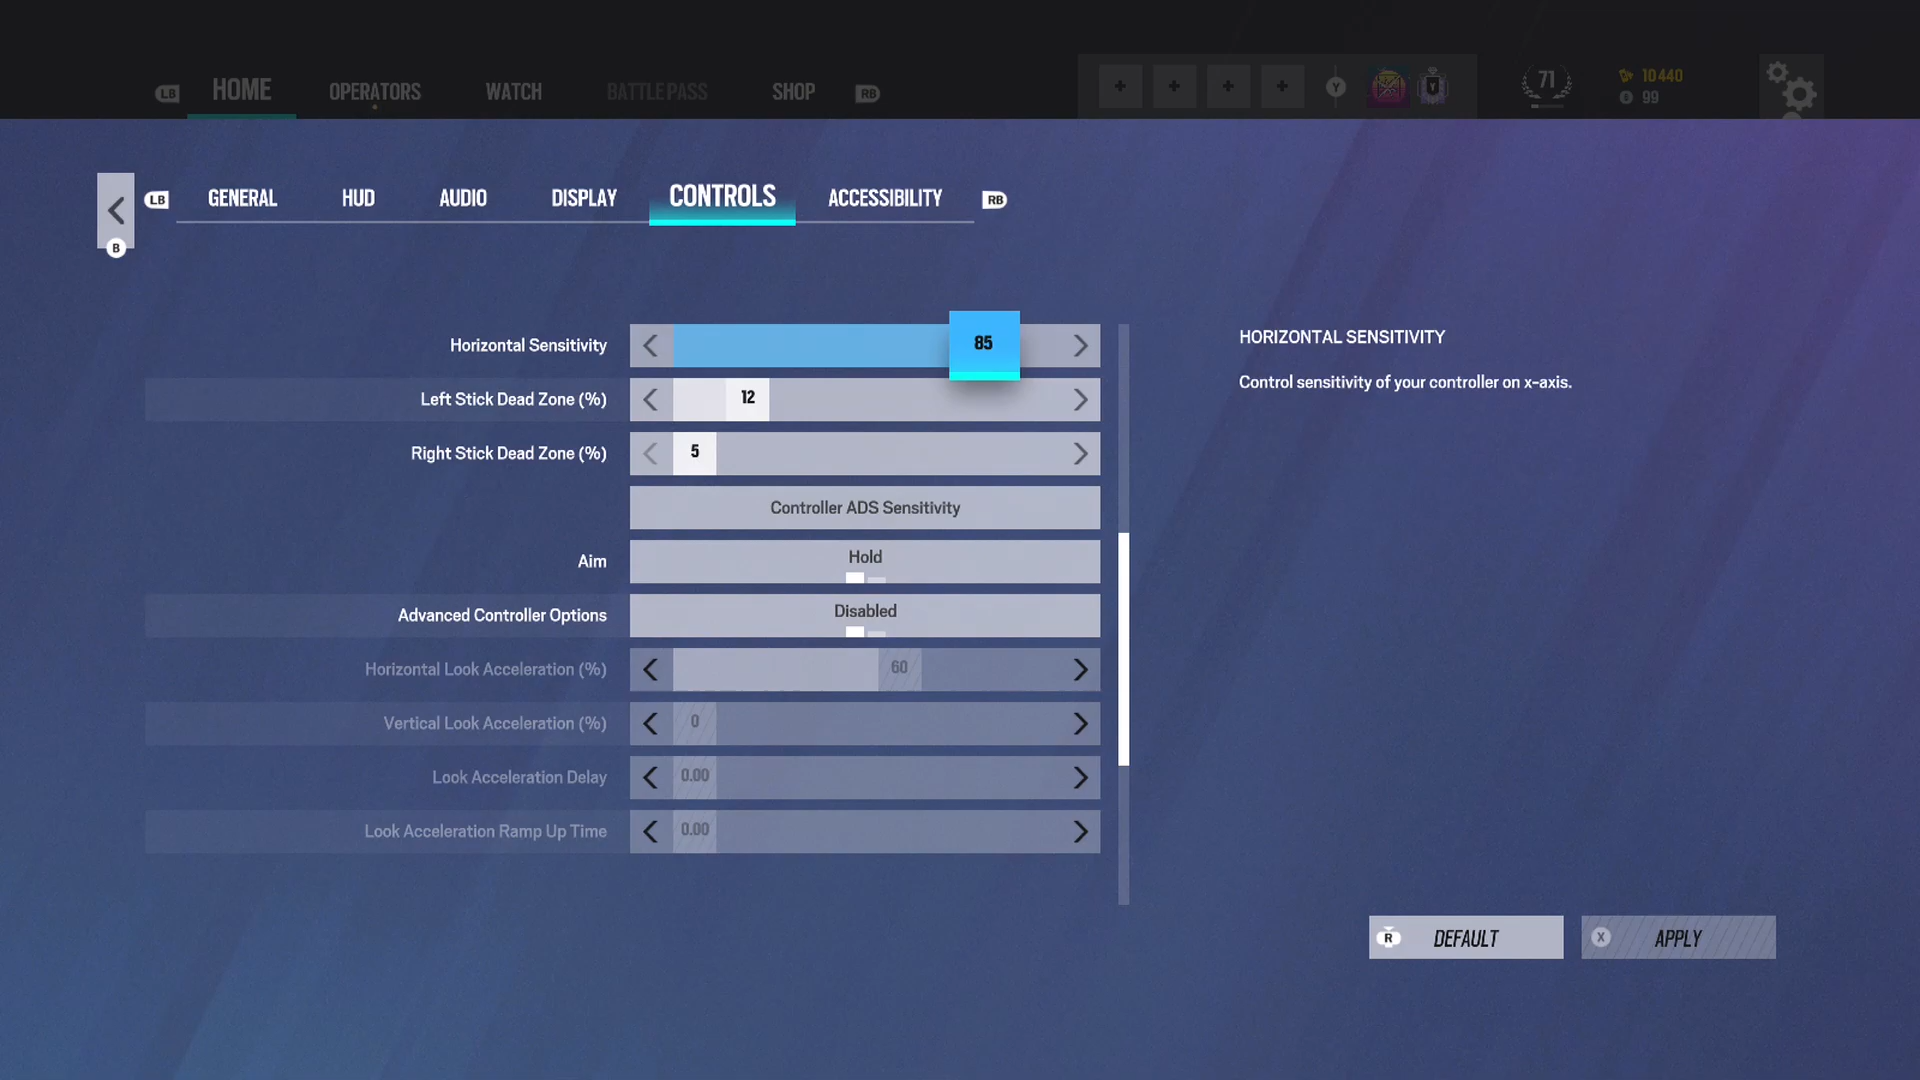 LB HOME OPERATORS WATCH BATTLE PASS SHOP RB
+ + + + Y 71 10440
99
LB GENERAL HUD AUDIO DISPLAY CONTROLS ACCESSIBILITY RB
B
Horizontal Sensitivity 85
Left Stick Dead Zone (%) 12
Right Stick Dead Zone (%) 5
Controller ADS Sensitivity
Aim Hold
Advanced Controller Options Disabled
Horizontal Look Acceleration (%) 60
Vertical Look Acceleration (%) 0
Look Acceleration Delay 0.00
Look Acceleration Ramp Up Time 0.00
HORIZONTAL SENSITIVITY
Control sensitivity of your controller on x-axis.
R DEFAULT X APPLY